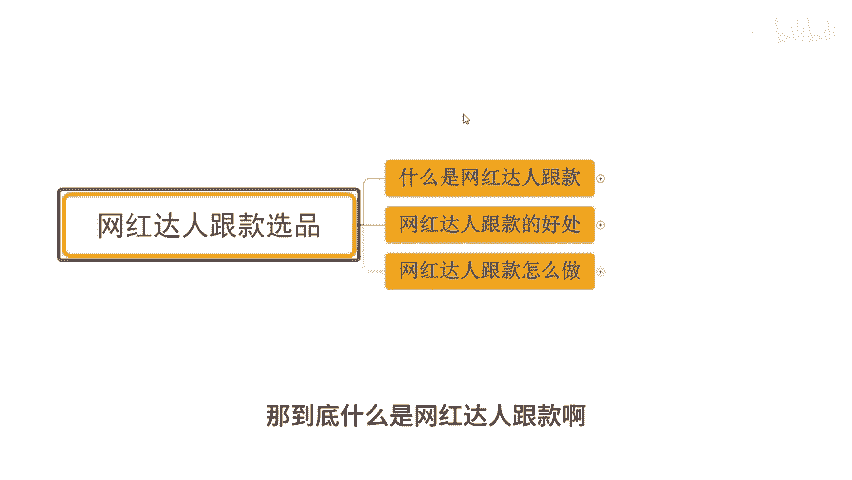 bilibili
网红达人跟款选品
什么是网红达人跟款
网红达人跟款的好处
网红达人跟款怎么做
那到底什么是网红达人跟款啊